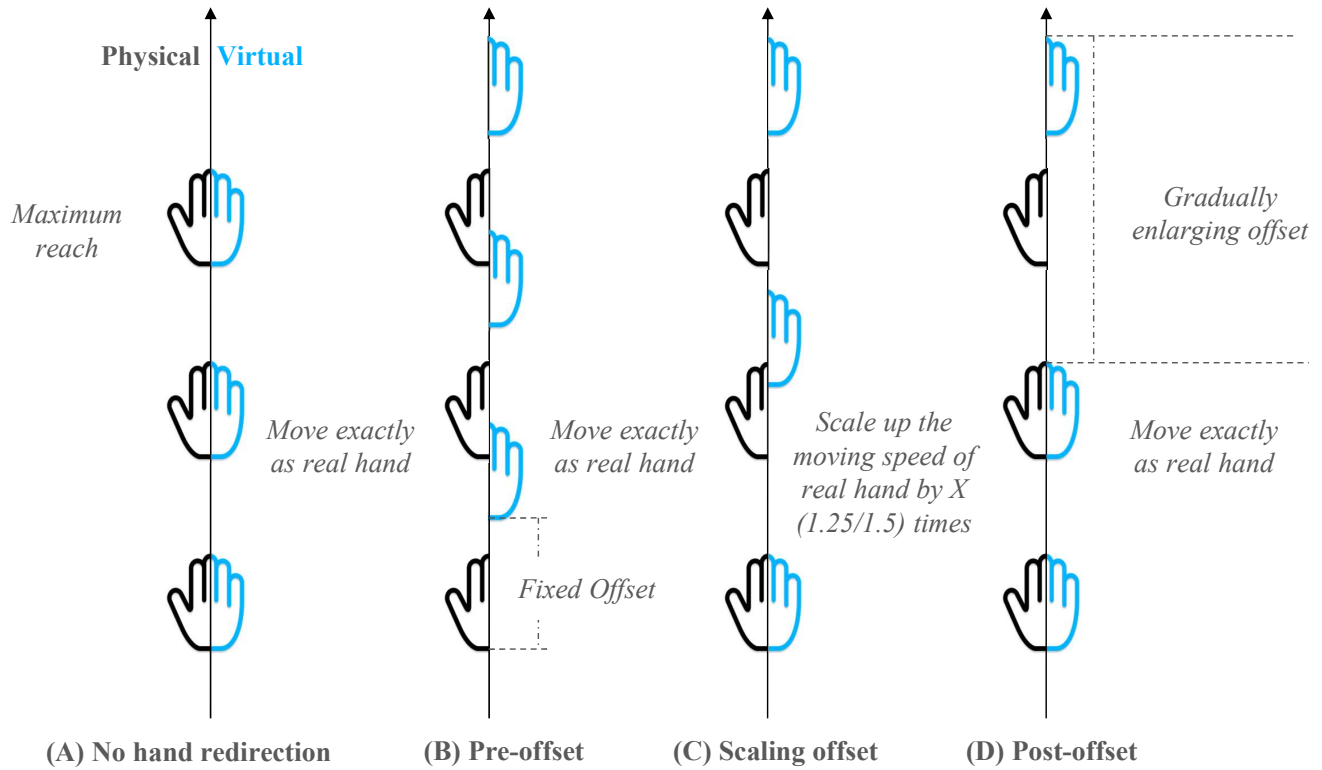 Physical Virtual
Maximum
reach
Move exactly
as real hand
(A) No hand redirection
Move exactly
as real hand
Fixed Offset
(B) Pre-offset
Scale up the
moving speed of
real hand by X
(1.25/1.5) times
(C) Scaling offset
Gradually
enlarging offset
Move exactly
as real hand
(D) Post-offset